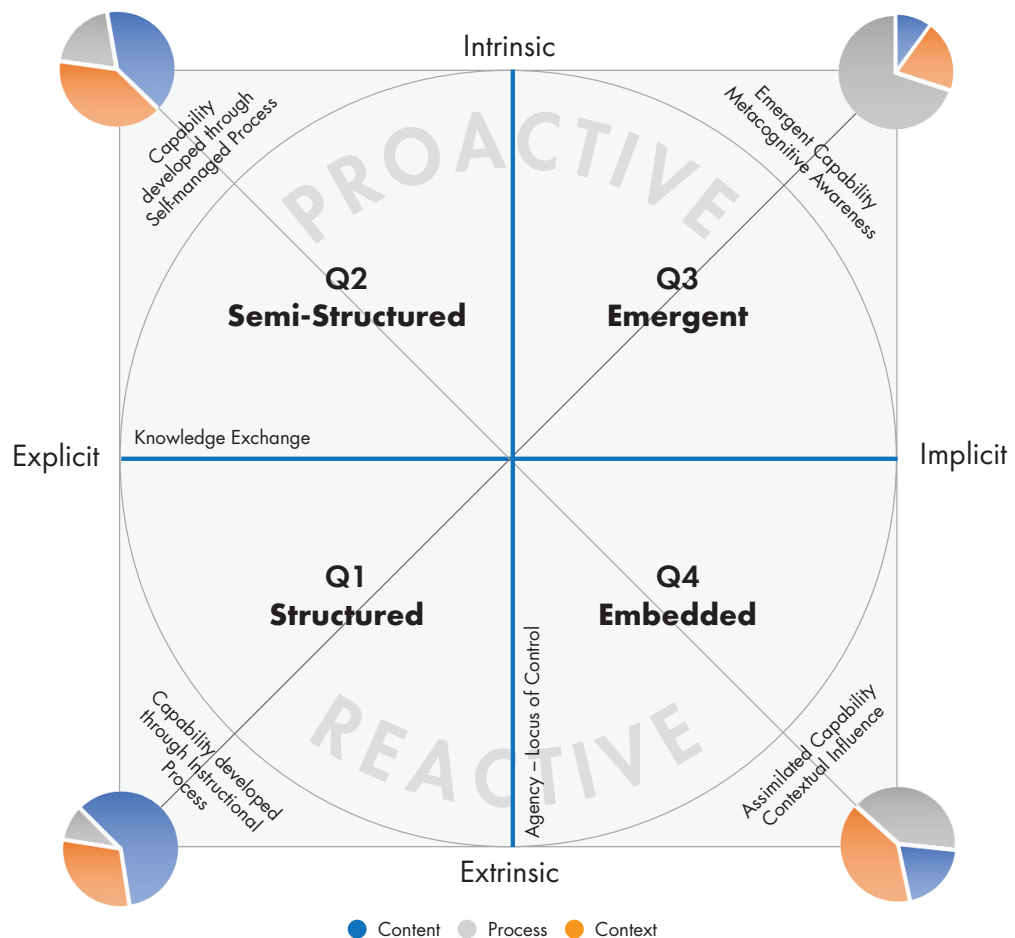 Intrinsic
Capability
developed through
Self-managed Process
PROACTIVE
Emergent Capability
Metacognitive Awareness
Q2
Semi-Structured
Q3
Emergent
Knowledge Exchange
Explicit
Implicit
Q1
Structured
Q4
Embedded
Agency – Locus of Control
Capability developed
through Instructional
Process
REACTIVE
Assimilated Capability
Contextual Influence
Extrinsic
Content Process Context